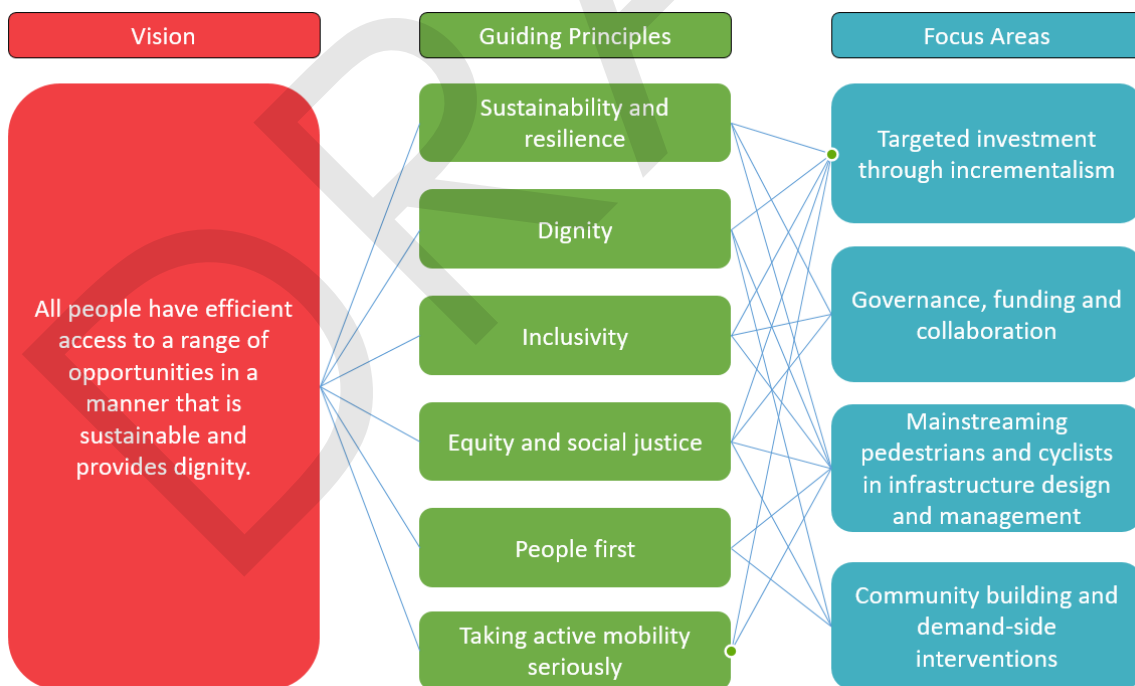 Vision
Guiding Principles
Focus Areas
All people have efficient
access to a range of
opportunities in a
manner that is
sustainable and
provides dignity.
Sustainability and
resilience
Dignity
Inclusivity
Equity and social justice
People first
Taking active mobility
seriously
Targeted investment
through incrementalism
Governance, funding and
collaboration
Mainstreaming
pedestrians and cyclists
in infrastructure design
and management
Community building and
demand-side
interventions